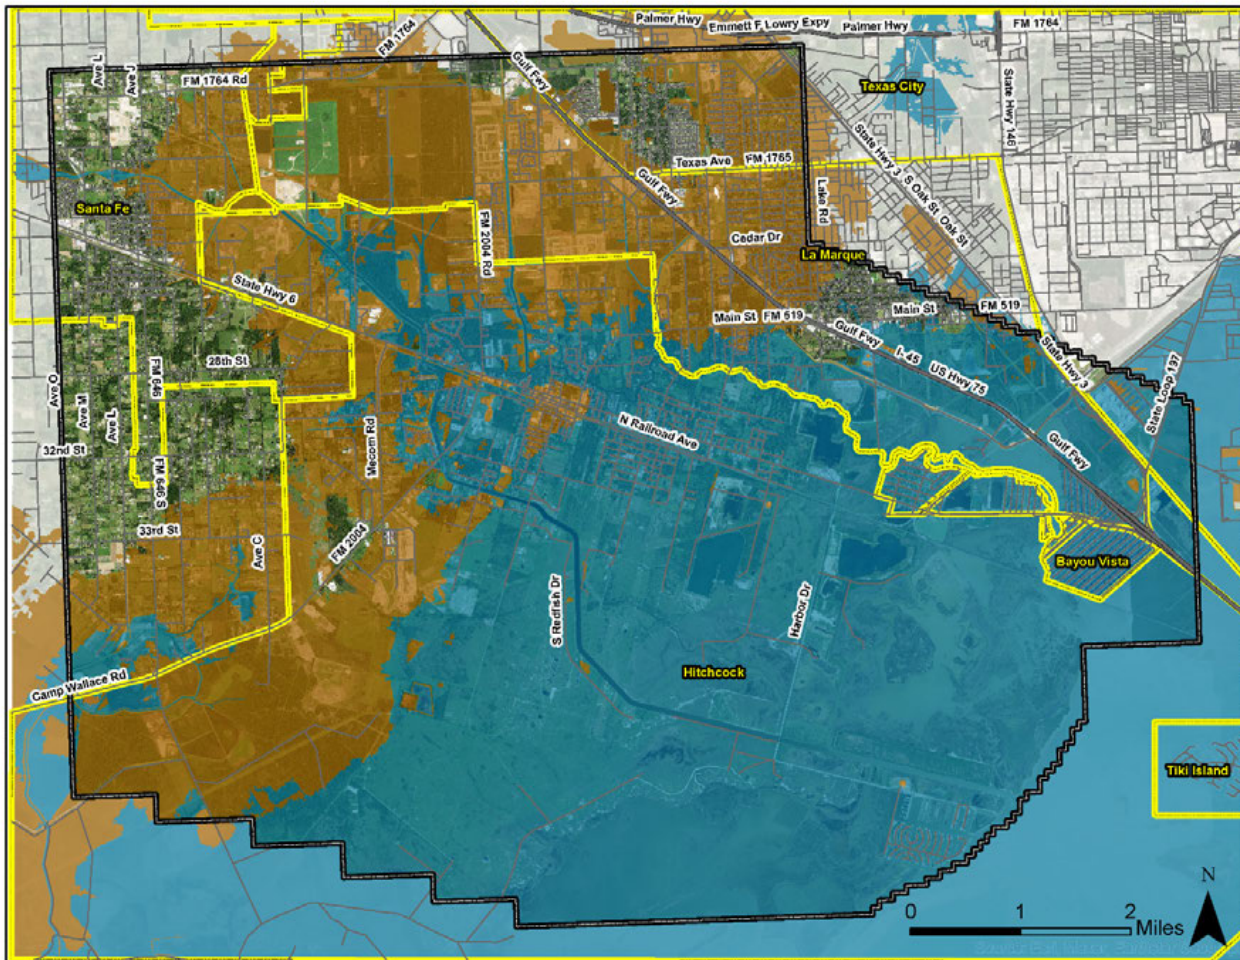 Palmer Hwy
Emmett F Lowry Expy
Palmer Hwy
FM 1764
FM 1764
Ave L
Ave J
FM 1764 Rd
Gulf Fwy
Texas City
State Hwy 146
State Hwy 3
Texas Ave
FM 1765
Gulf Fwy
S Oak St
Oak St
Lake Rd
Santa Fe
FM 2004 Rd
Cedar Dr
La Marque
State Hwy 6
Main St
FM 519
Main St
FM 519
Gulf Fwy
I- 45
US Hwy 75
State Hwy 3
State Loop 197
28th St
FM 646
Ave O
Ave M
Ave L
32nd St
Mecom Rd
N Railroad Ave
Gulf Fwy
FM 646 S
33rd St
Ave C
FM 2004
Bayou Vista
S Redfish Dr
Harbor Dr
Hitchcock
Camp Wallace Rd
Tiki Island
N
0 1 2
Miles